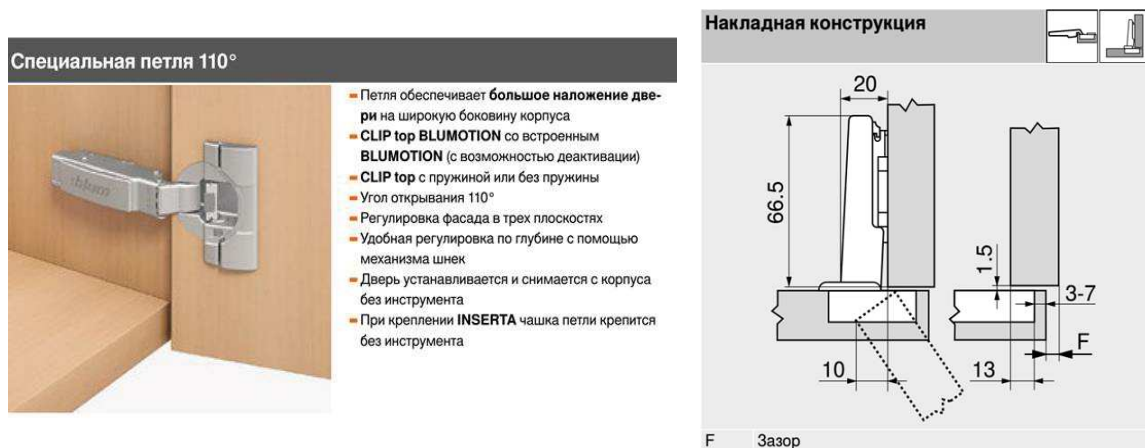 Специальная петля 110°
blum
Петля обеспечивает большое наложение две-
ри на широкую боковину корпуса
CLIP top BLUMOTION со встроенным
BLUMOTION (с возможностью деактивации)
CLIP top с пружиной или без пружины
Угол открывания 110°
Регулировка фасада в трех плоскостях
Удобная регулировка по глубине с помощью
механизма шнек
Дверь устанавливается и снимается с корпуса
без инструмента
При креплении INSERTA чашка петли крепится
без инструмента
Накладная конструкция
20
66.5
1.5
3-7
F
10
13
F Зазор